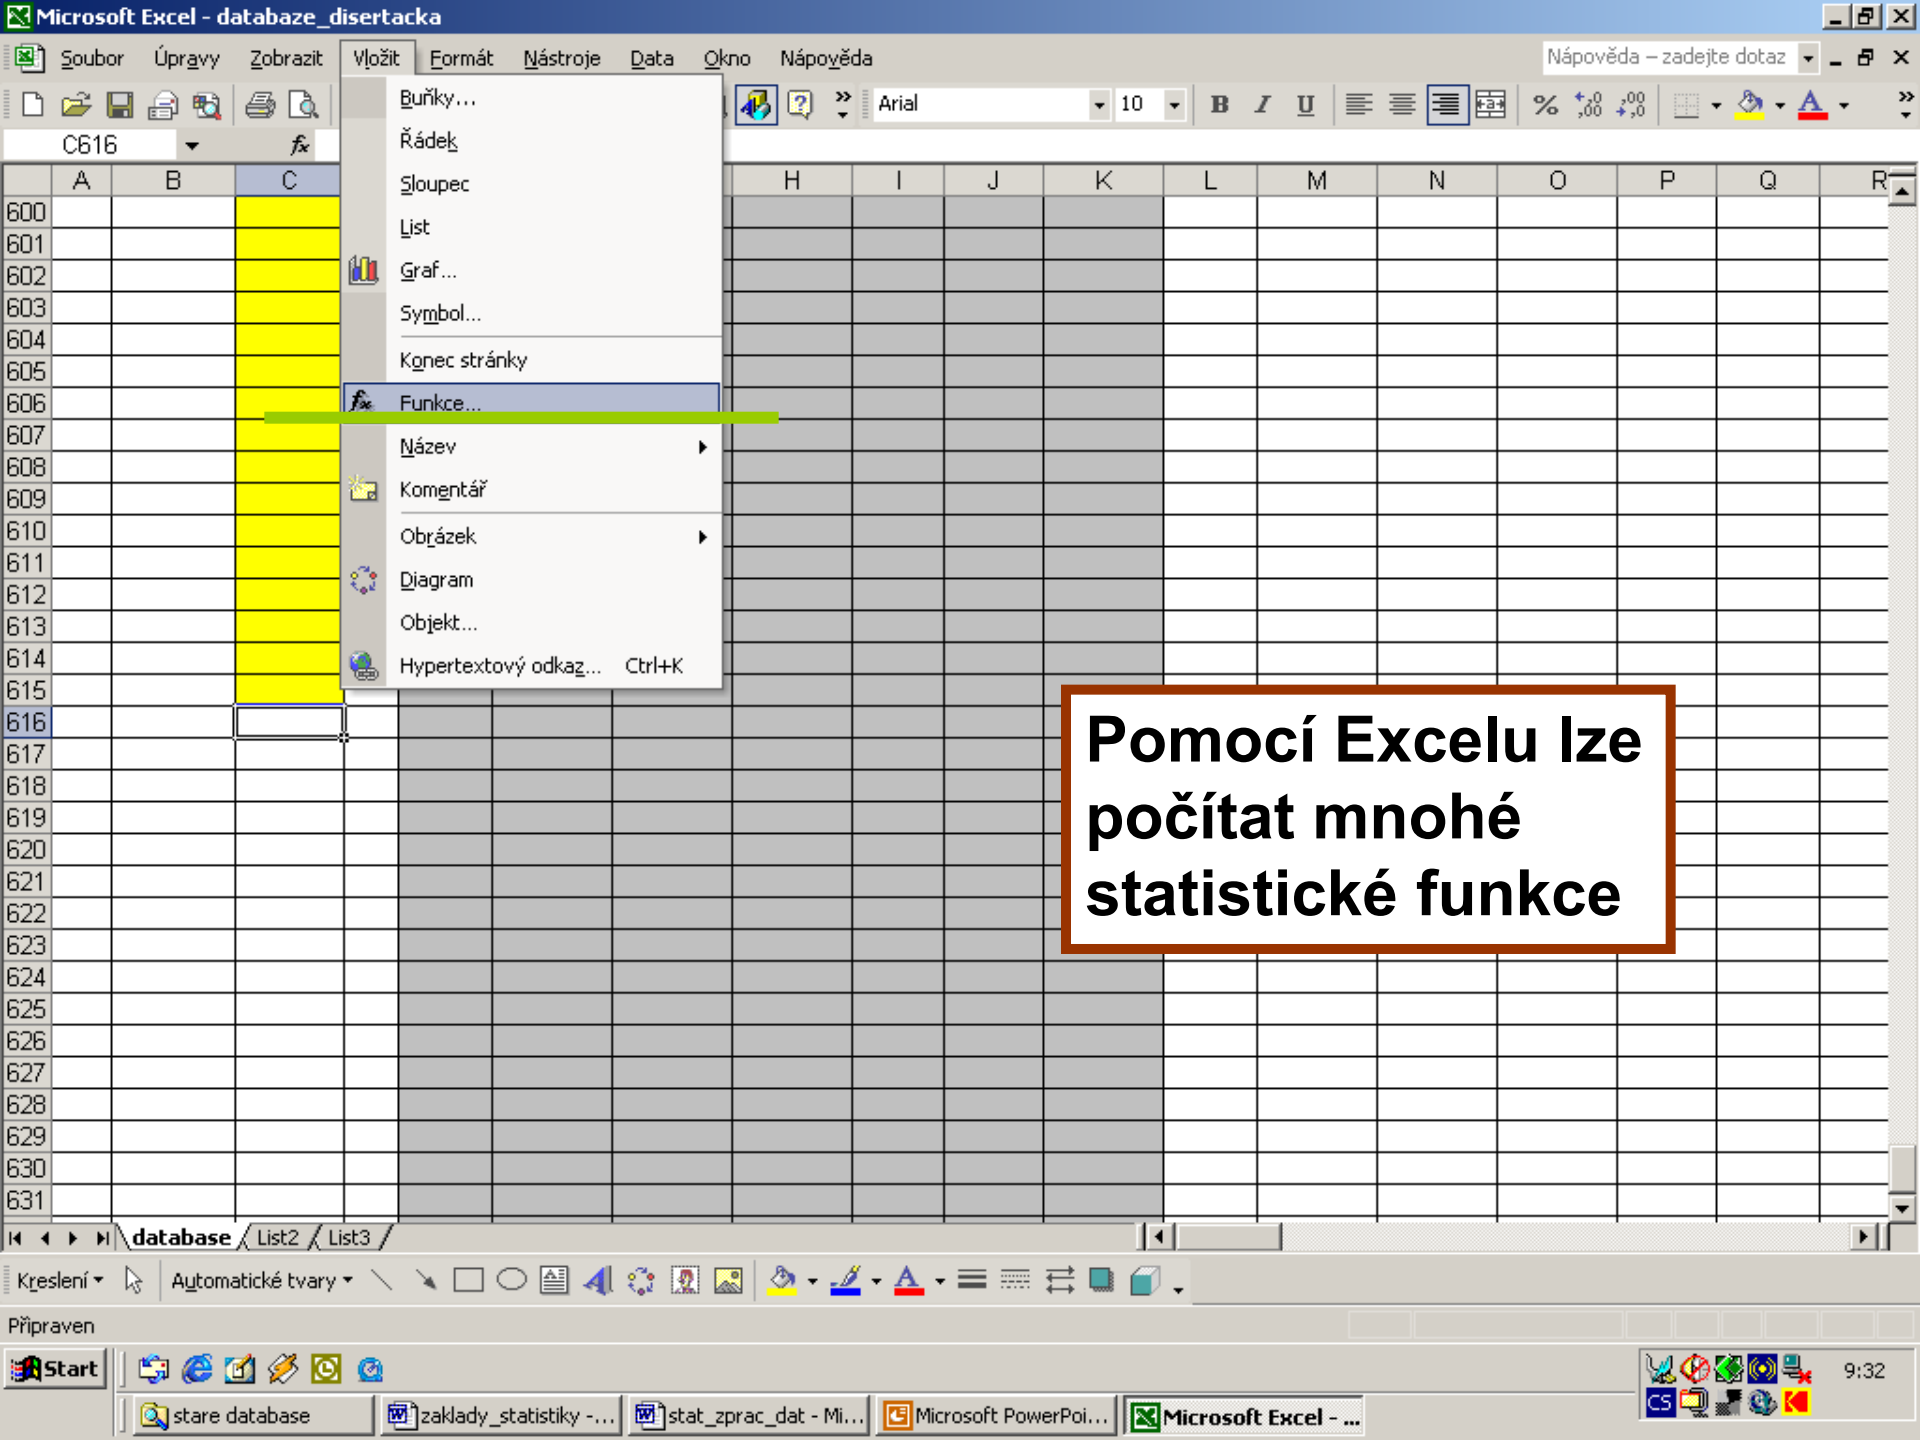 Microsoft Excel - databaze_disertacka
Soubor Úpravy Zobrazit Vložit Formát Nástroje Data Okno Nápověda Nápověda – zadejte dotaz
Arial 10 B I U % ,00 ,00 A
C616 fx
A B C H I J K L M N O P Q R
Buňky...
Řádek
Sloupec
List
Graf...
Symbol...
Konec stránky
Funkce...
Název
Komentář
Obrázek
Diagram
Objekt...
Hypertextový odkaz... Ctrl+K
600
601
602
603
604
605
606
607
608
609
610
611
612
613
614
615
616
617
618
619
620
621
622
623
624
625
626
627
628
629
630
631
Pomocí Excelu lze
počítat mnohé
statistické funkce
database List2 List3
Kreslení Automatické tvary
Připraven
Start 9:32
stare database zaklady_statistiky -... stat_zprac_dat - Mi... Microsoft PowerPoi... Microsoft Excel - ... CS